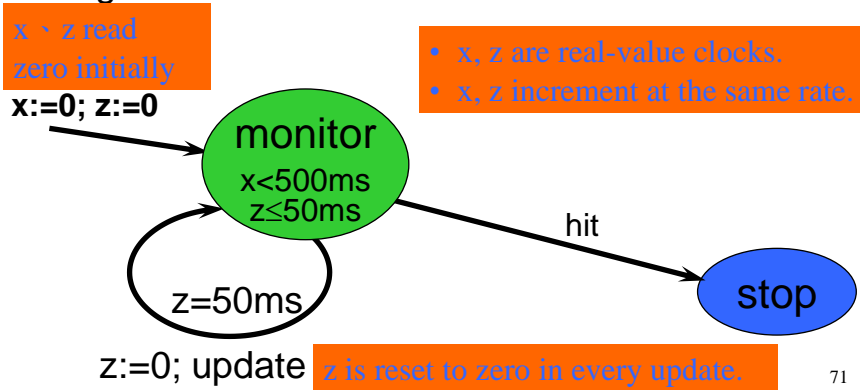 x、z read
zero initially
x:=0; z:=0
• x, z are real-value clocks.
• x, z increment at the same rate.
monitor
x<500ms
z≤50ms
hit
stop
z=50ms
z:=0; update
z is reset to zero in every update.
71